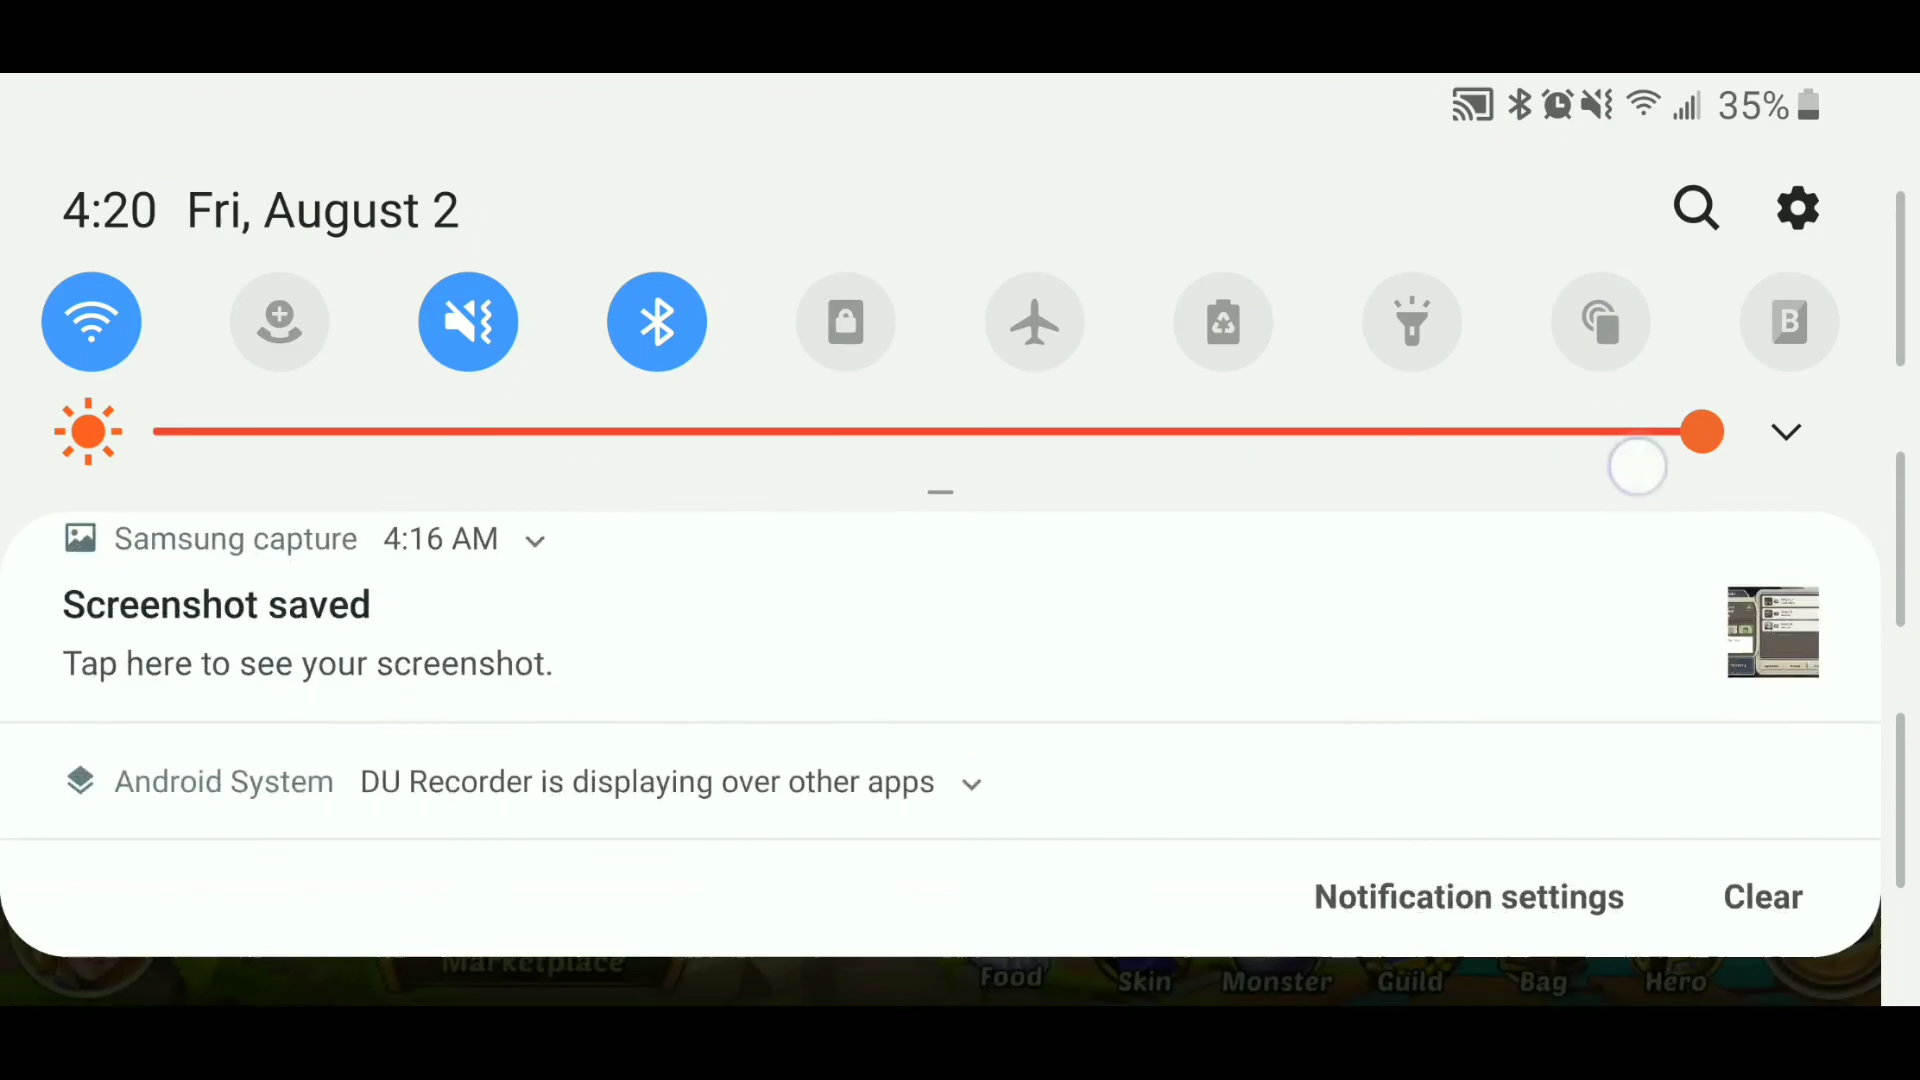 35%
4:20 Fri, August 2
B
Samsung capture 4:16 AM
Screenshot saved
Tap here to see your screenshot.
Android System DU Recorder is displaying over other apps
Notification settings Clear
Marketplace Food Skin Monster Guild Bag Hero